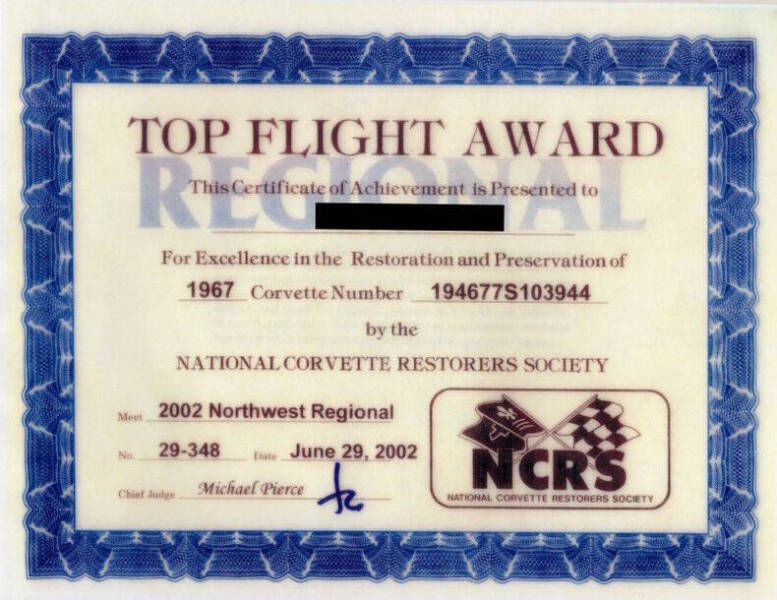 TOP FLIGHT AWARD
REGIONAL
This Certificate of Achievement is Presented to
For Excellence in the Restoration and Preservation of
1967 Corvette Number 194677S103944
by the
NATIONAL CORVETTE RESTORERS SOCIETY
Meet 2002 Northwest Regional
No. 29-348 Date June 29, 2002
Chief Judge Michael Pierce
NCRS
NATIONAL CORVETTE RESTORERS SOCIETY